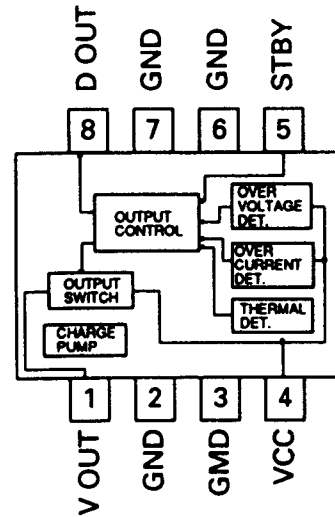 D OUT
GND
GND
STBY
8
7
6
5
OUTPUT
CONTROL
OVER
VOLTAGE
DET.
OVER
CURRENT
DET.
OUTPUT
SWITCH
THERMAL
DET.
CHARGE
PUMP
1
2
3
4
V OUT
GND
GMD
VCC